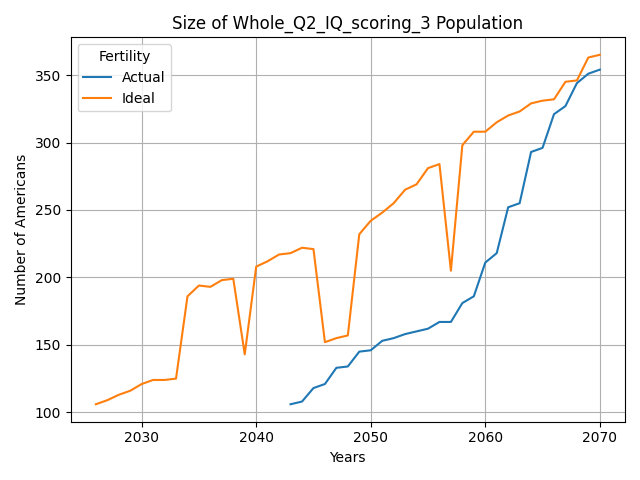 Size of Whole_Q2_IQ_scoring_3 Population
Fertility
Actual
Ideal
Number of Americans
350
300
250
200
150
100
2030
2040
2050
2060
2070
Years